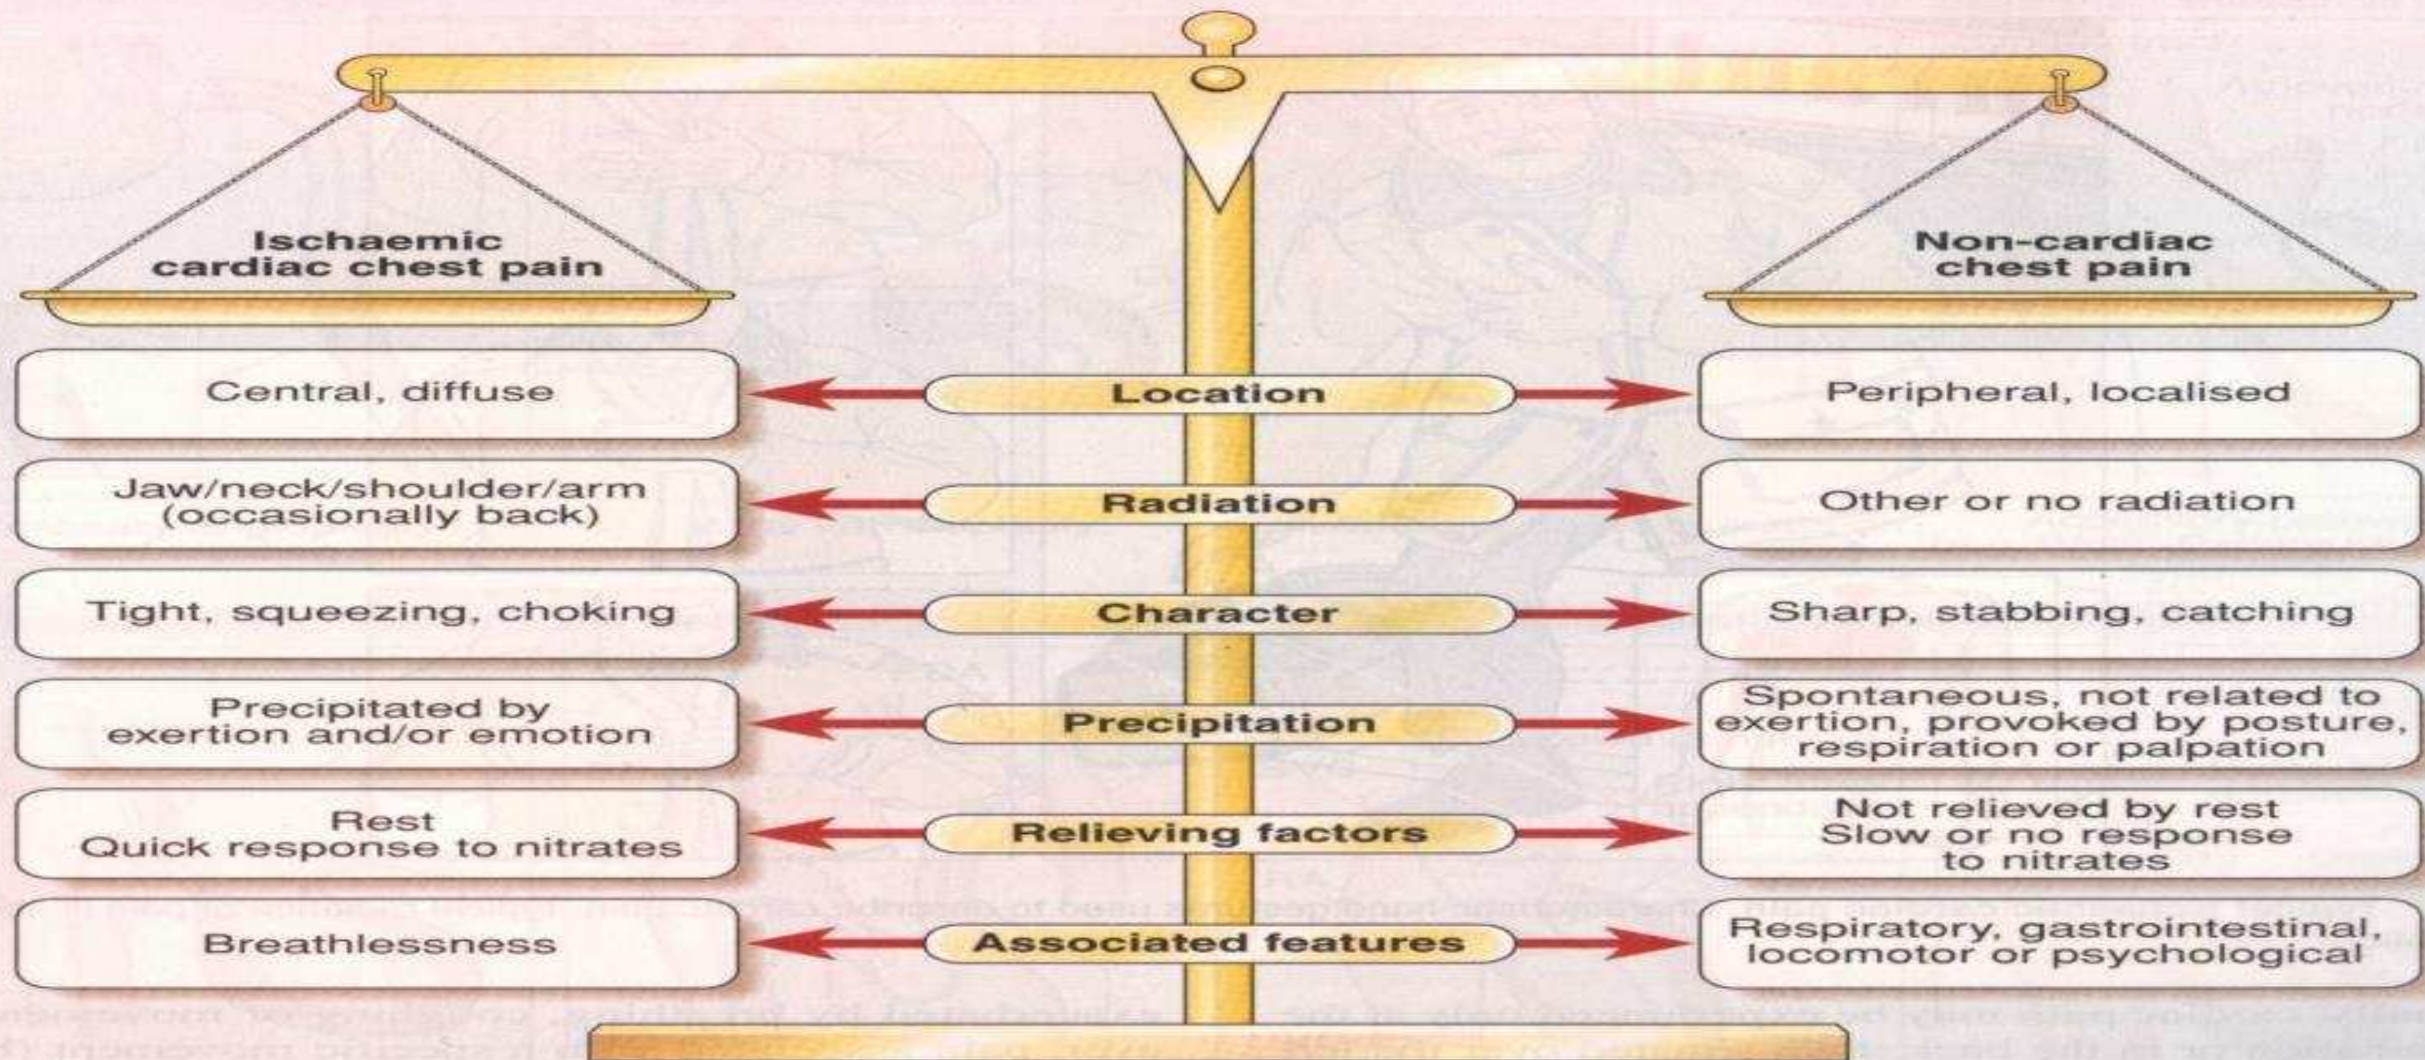 Ischaemic
cardiac chest pain
Non-cardiac
chest pain
Central, diffuse
Location
Peripheral, localised
Jaw/neck/shoulder/arm
(occasionally back)
Radiation
Other or no radiation
Tight, squeezing, choking
Character
Sharp, stabbing, catching
Precipitated by
exertion and/or emotion
Precipitation
Spontaneous, not related to
exertion, provoked by posture,
respiration or palpation
Rest
Quick response to nitrates
Relieving factors
Not relieved by rest
Slow or no response
to nitrates
Breathlessness
Associated features
Respiratory, gastrointestinal,
locomotor or psychological